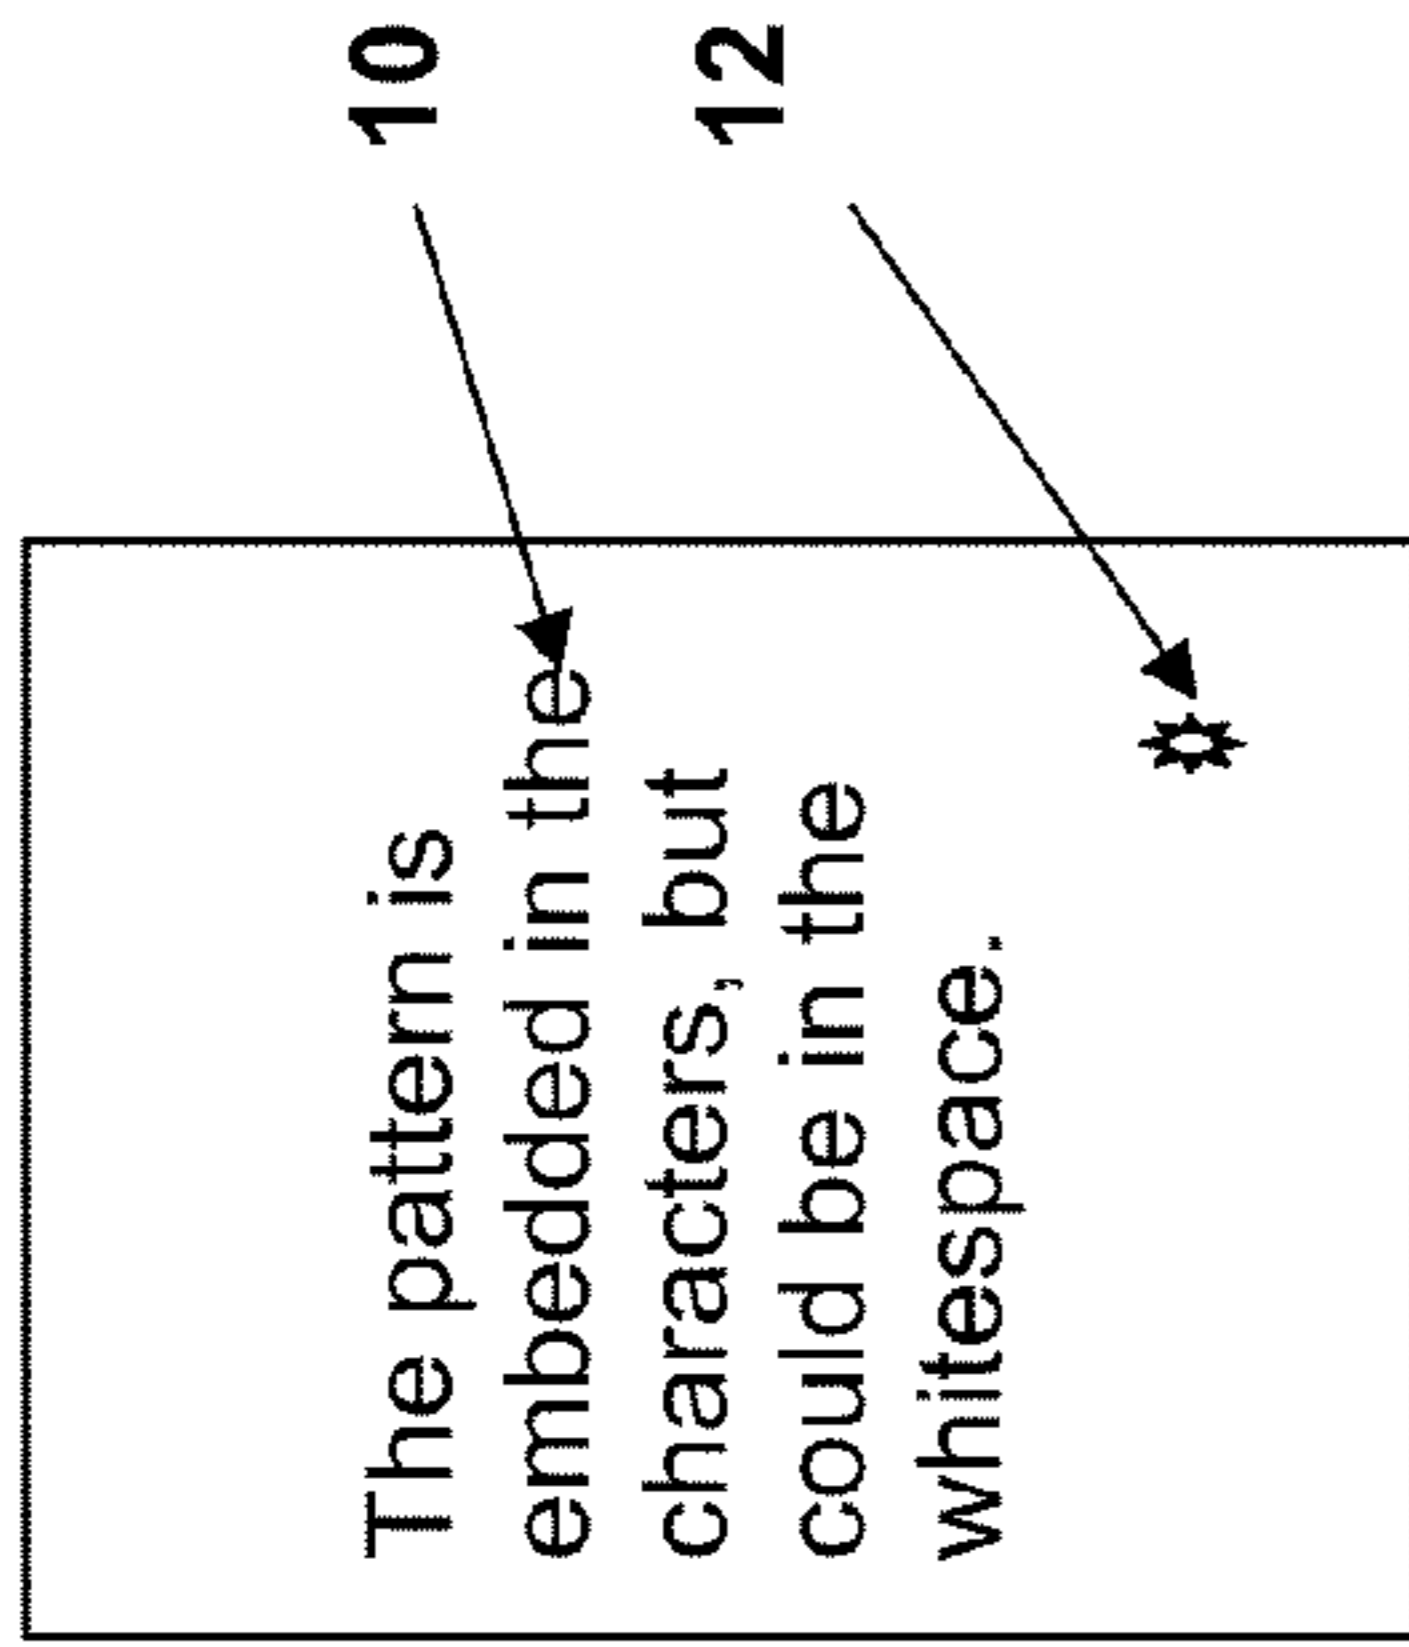 The pattern is
embedded in the
characters, but
could be in the
whitespace.
10
12